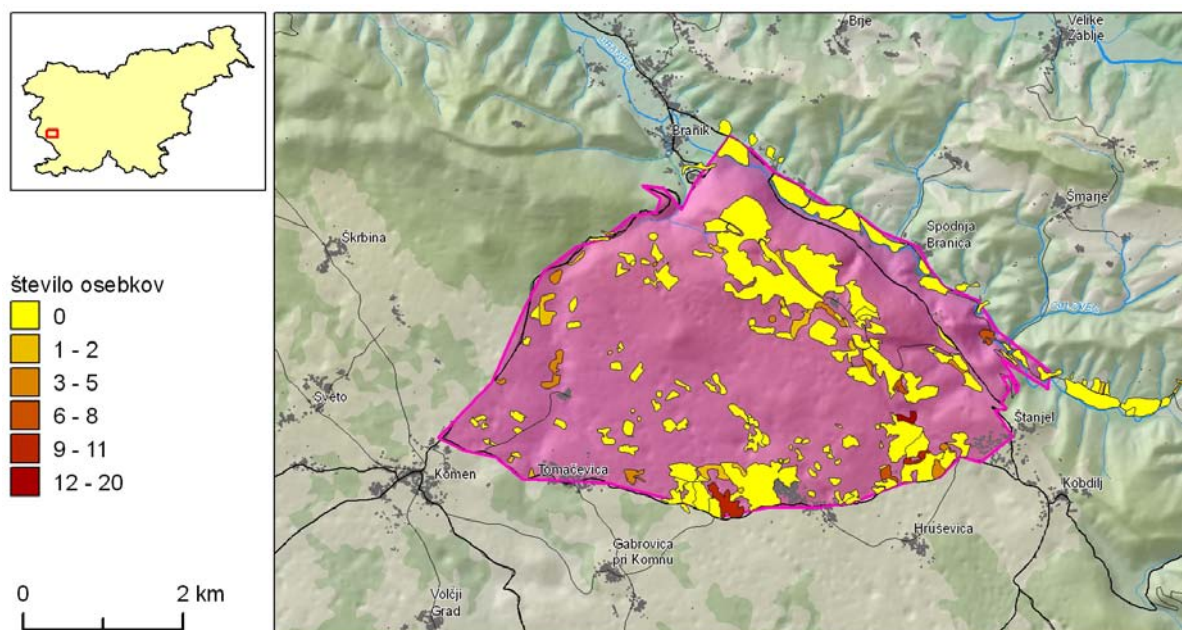 število osebkov
0
1 - 2
3 - 5
6 - 8
9 - 11
12 - 20
0
2 km
Brje
Velike
Žablje
Branik
Škrbina
Šmarje
Spodnja
Branica
Sveto
Štanjel
Komen
Tomačevica
Kobdilj
Hruševica
Gabrovica
pri Komnu
Volčji
Grad